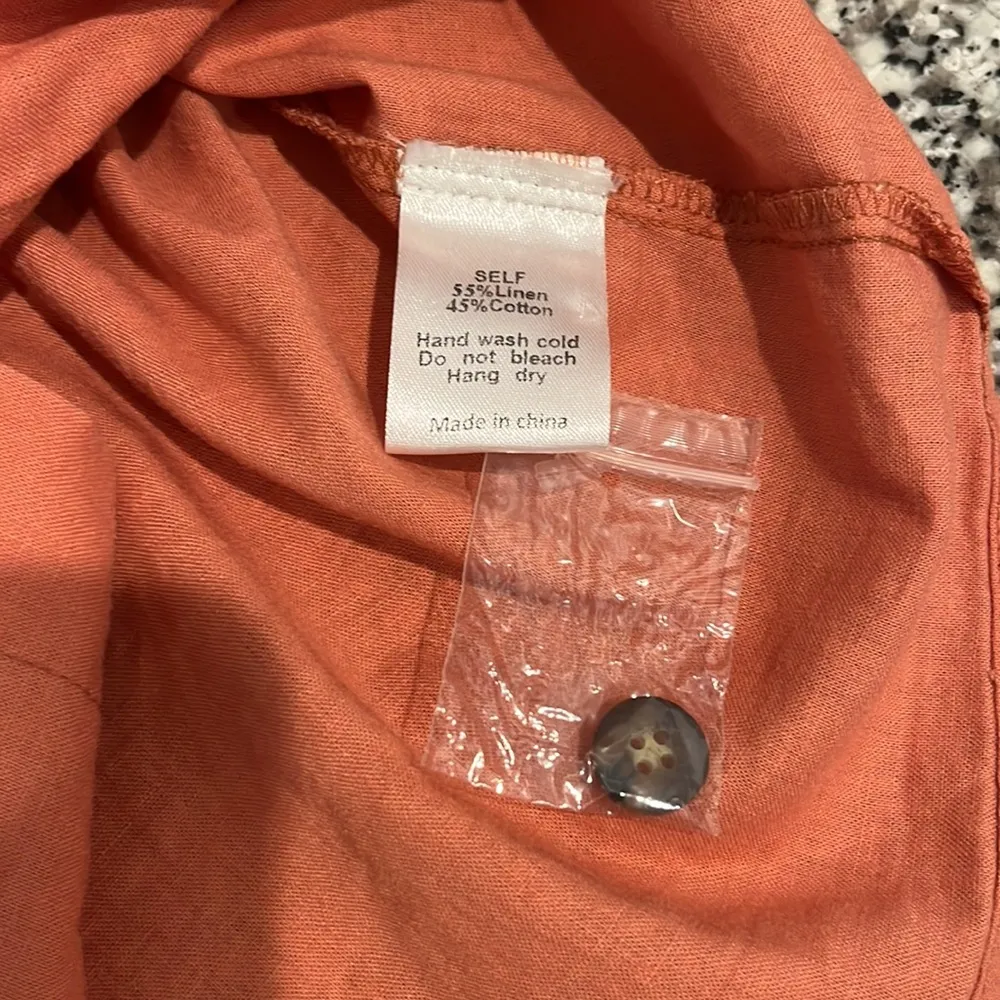 SELF
55%Linen
45%Cotton
Hand wash cold
Do not bleach
Hang dry
Made in china